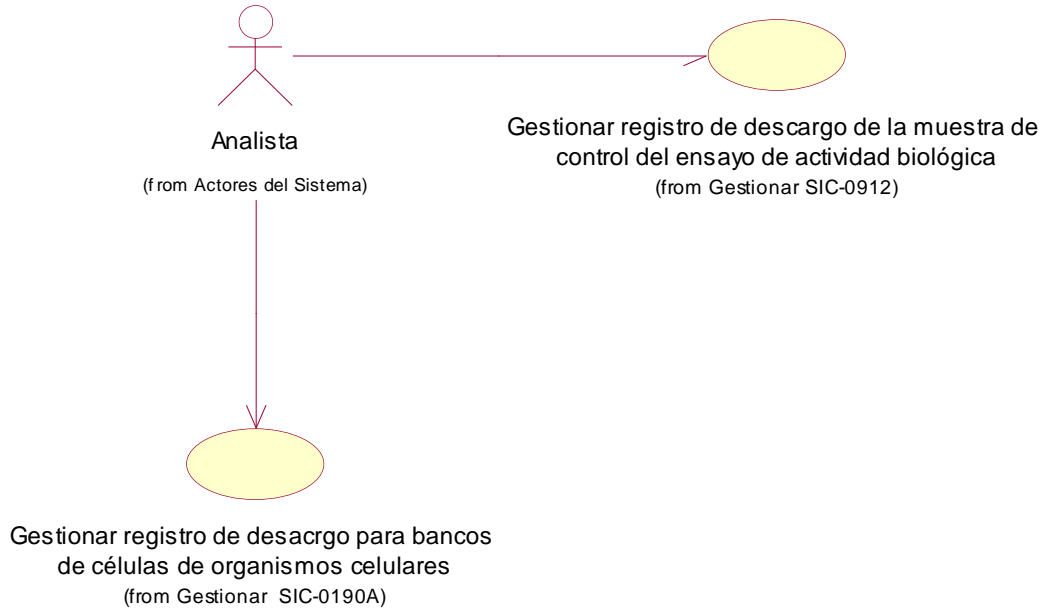 Analista
(from Actores del Sistema)
Gestionar registro de descargo de la muestra de
control del ensayo de actividad biológica
(from Gestionar SIC-0912)
Gestionar registro de desacrgo para bancos
de células de organismos celulares
(from Gestionar SIC-0190A)